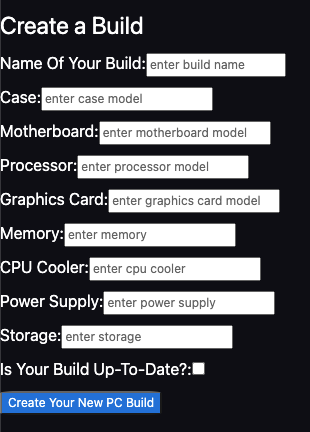 Create a Build
Name Of Your Build: enter build name
Case: enter case model
Motherboard: enter motherboard model
Processor: enter processor model
Graphics Card: enter graphics card model
Memory: enter memory
CPU Cooler: enter cpu cooler
Power Supply: enter power supply
Storage: enter storage
Is Your Build Up-To-Date?:
Create Your New PC Build